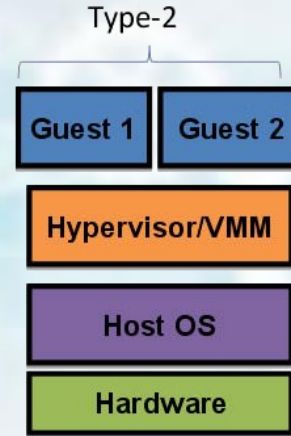 Type-2
Guest 1 Guest 2
Hypervisor/VMM
Host OS
Hardware